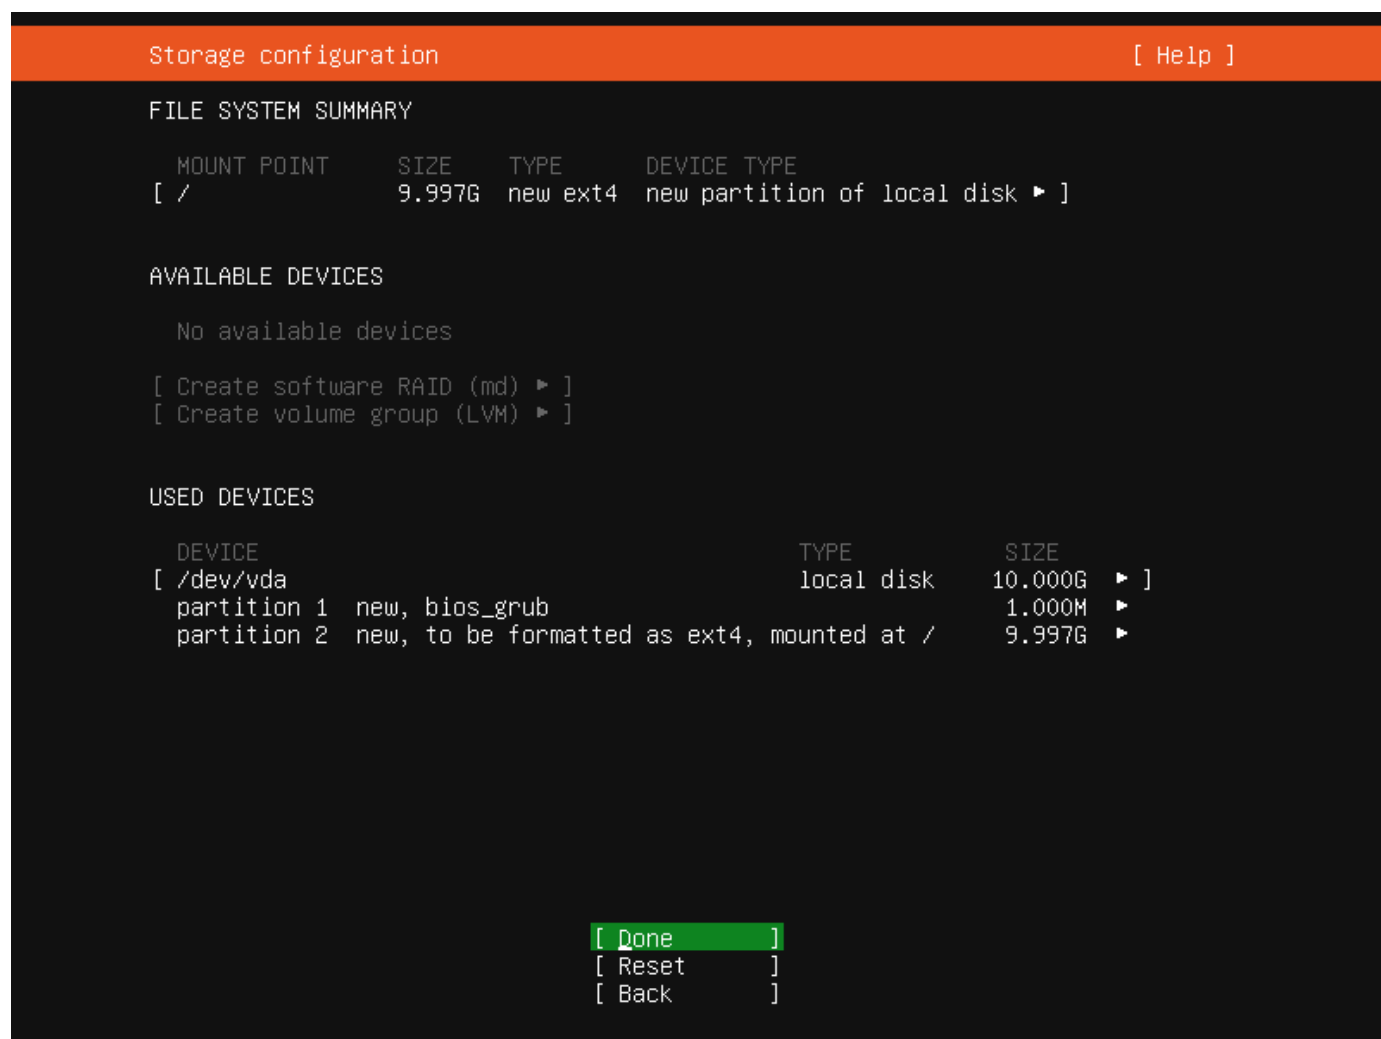 Storage configuration [ Help ]
FILE SYSTEM SUMMARY
MOUNT POINT SIZE TYPE DEVICE TYPE
[ / 9.997G new ext4 new partition of local disk ▸ ]
AVAILABLE DEVICES
No available devices
[ Create software RAID (md) ▸ ]
[ Create volume group (LVM) ▸ ]
USED DEVICES
DEVICE TYPE SIZE
[ /dev/vda local disk 10.000G ▸ ]
partition 1 new, bios_grub 1.000M ▸
partition 2 new, to be formatted as ext4, mounted at / 9.997G ▸
[ Done ]
[ Reset ]
[ Back ]